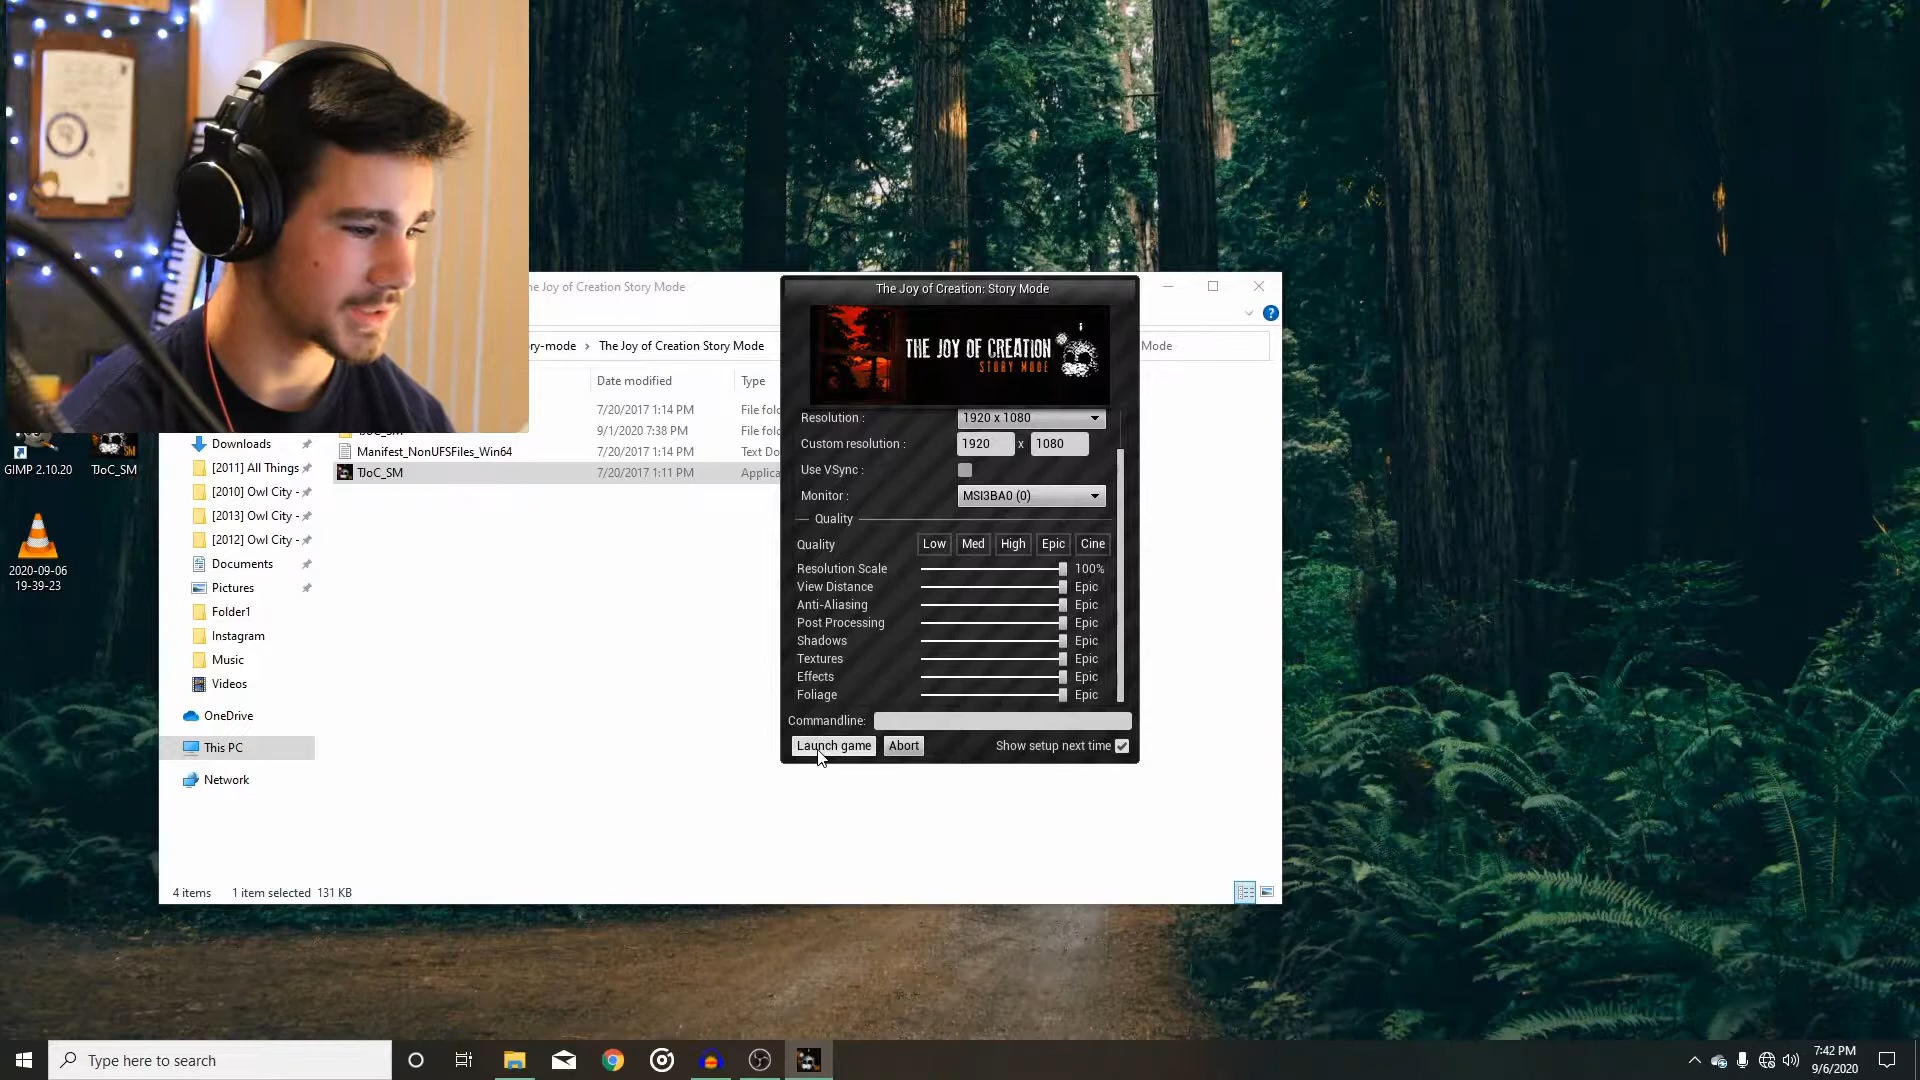 The Joy of Creation Story Mode
ry-mode › The Joy of Creation Story Mode
Mode
Date modified
Type
7/20/2017 1:14 PM
File fol
9/1/2020 7:38 PM
File fol
Manifest_NonUFSFiles_Win64
7/20/2017 1:14 PM
Text Do
TJoC_SM
7/20/2017 1:11 PM
Applica
Downloads
[2011] All Things
[2010] Owl City -
[2013] Owl City -
[2012] Owl City -
Documents
Pictures
Folder1
Instagram
Music
Videos
OneDrive
This PC
Network
4 items
1 item selected 131 KB
GIMP 2.10.20
TJoC_SM
2020-09-06
19-39-23
The Joy of Creation: Story Mode
THE JOY OF CREATION
STORY MODE
Resolution :
1920 x 1080
Custom resolution :
1920 x 1080
Use VSync :
Monitor :
MSI3BA0 (0)
Quality
Quality
Low Med High Epic Cine
Resolution Scale 100%
View Distance Epic
Anti-Aliasing Epic
Post Processing Epic
Shadows Epic
Textures Epic
Effects Epic
Foliage Epic
Commandline:
Launch game
Abort
Show setup next time
Type here to search
7:42 PM
9/6/2020